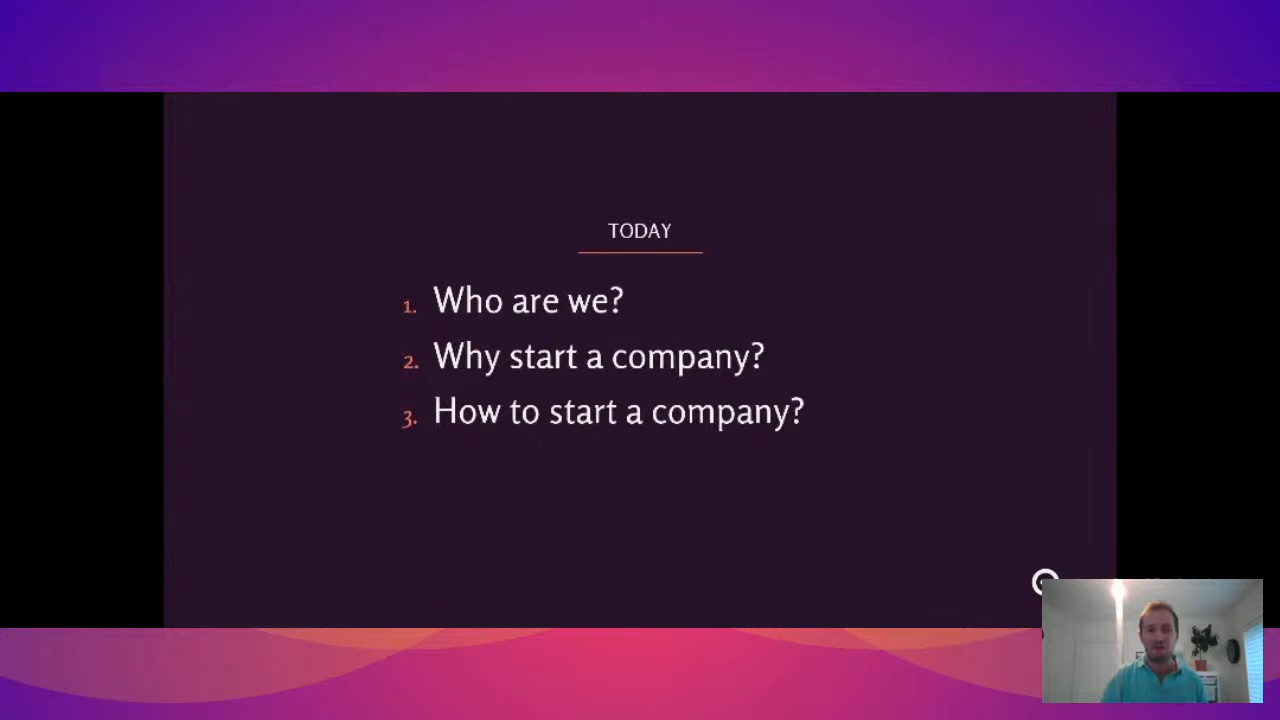 TODAY
1. Who are we?
2. Why start a company?
3. How to start a company?